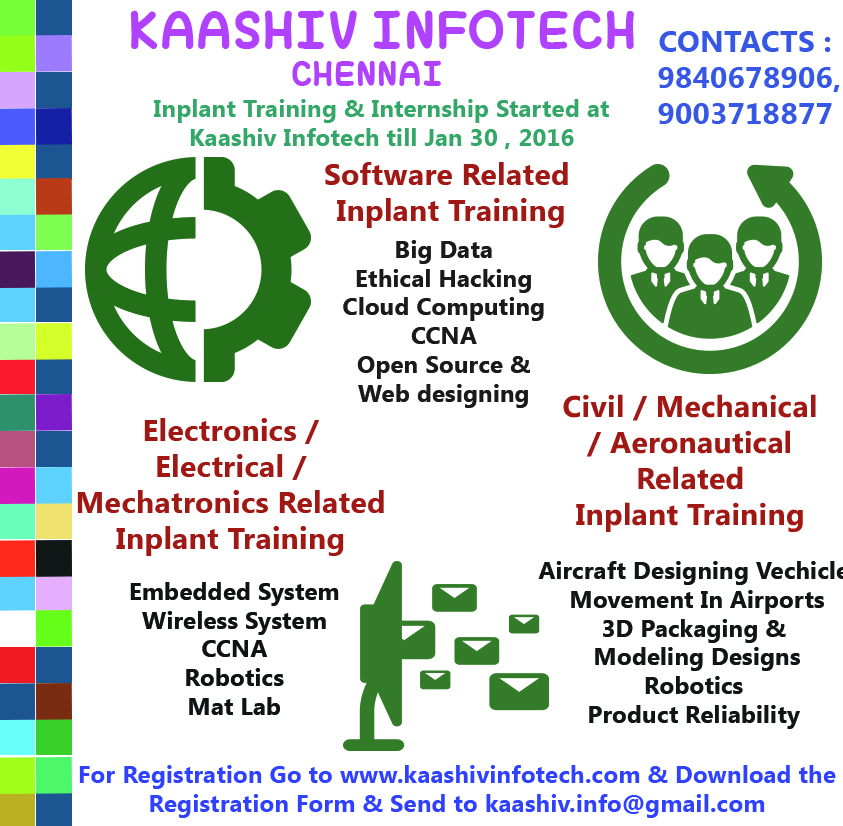 KAASHIV INFOTECH
CHENNAI
CONTACTS :
9840678906,
9003718877
Inplant Training & Internship Started at
Kaashiv Infotech till Jan 30 , 2016
Software Related
Inplant Training
Big Data
Ethical Hacking
Cloud Computing
CCNA
Open Source &
Web designing
Electronics /
Electrical /
Mechatronics Related
Inplant Training
Embedded System
Wireless System
CCNA
Robotics
Mat Lab
Civil / Mechanical
/ Aeronautical
Related
Inplant Training
Aircraft Designing Vechicle
Movement In Airports
3D Packaging &
Modeling Designs
Robotics
Product Reliability
For Registration Go to www.kaashivinfotech.com & Download the
Registration Form & Send to kaashiv.info@gmail.com